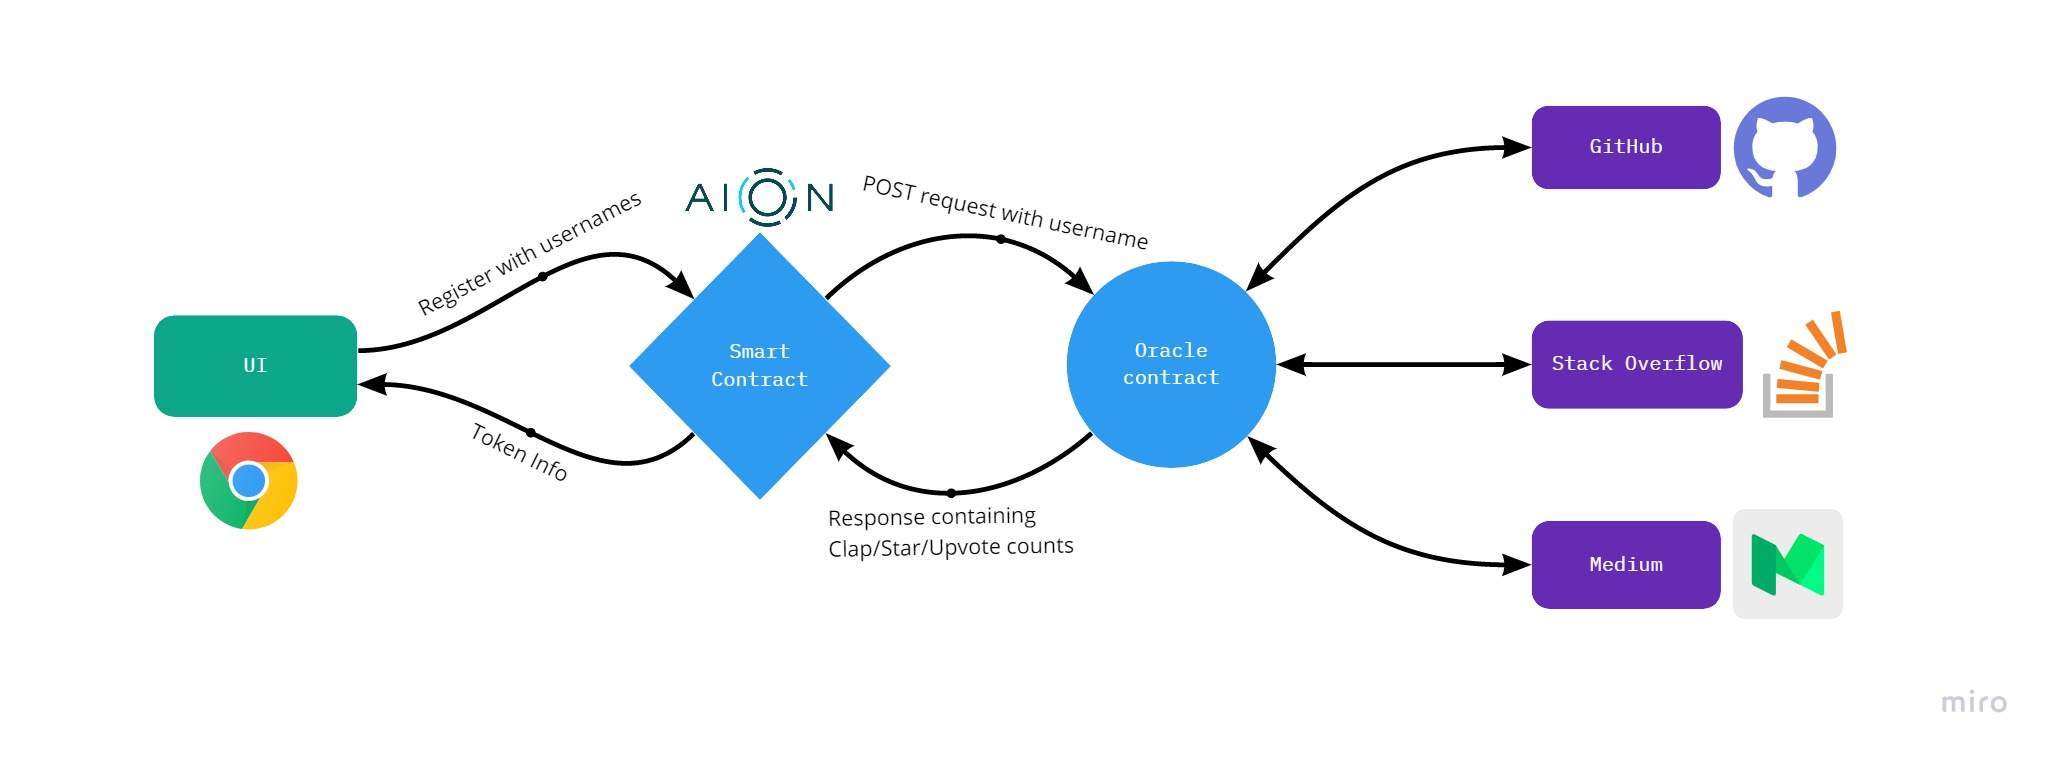 Register with usernames
AION
POST request with username
GitHub
UI
Smart
Contract
Oracle
contract
Stack Overflow
Token Info
Response containing
Clap/Star/Upvote counts
Medium
miro